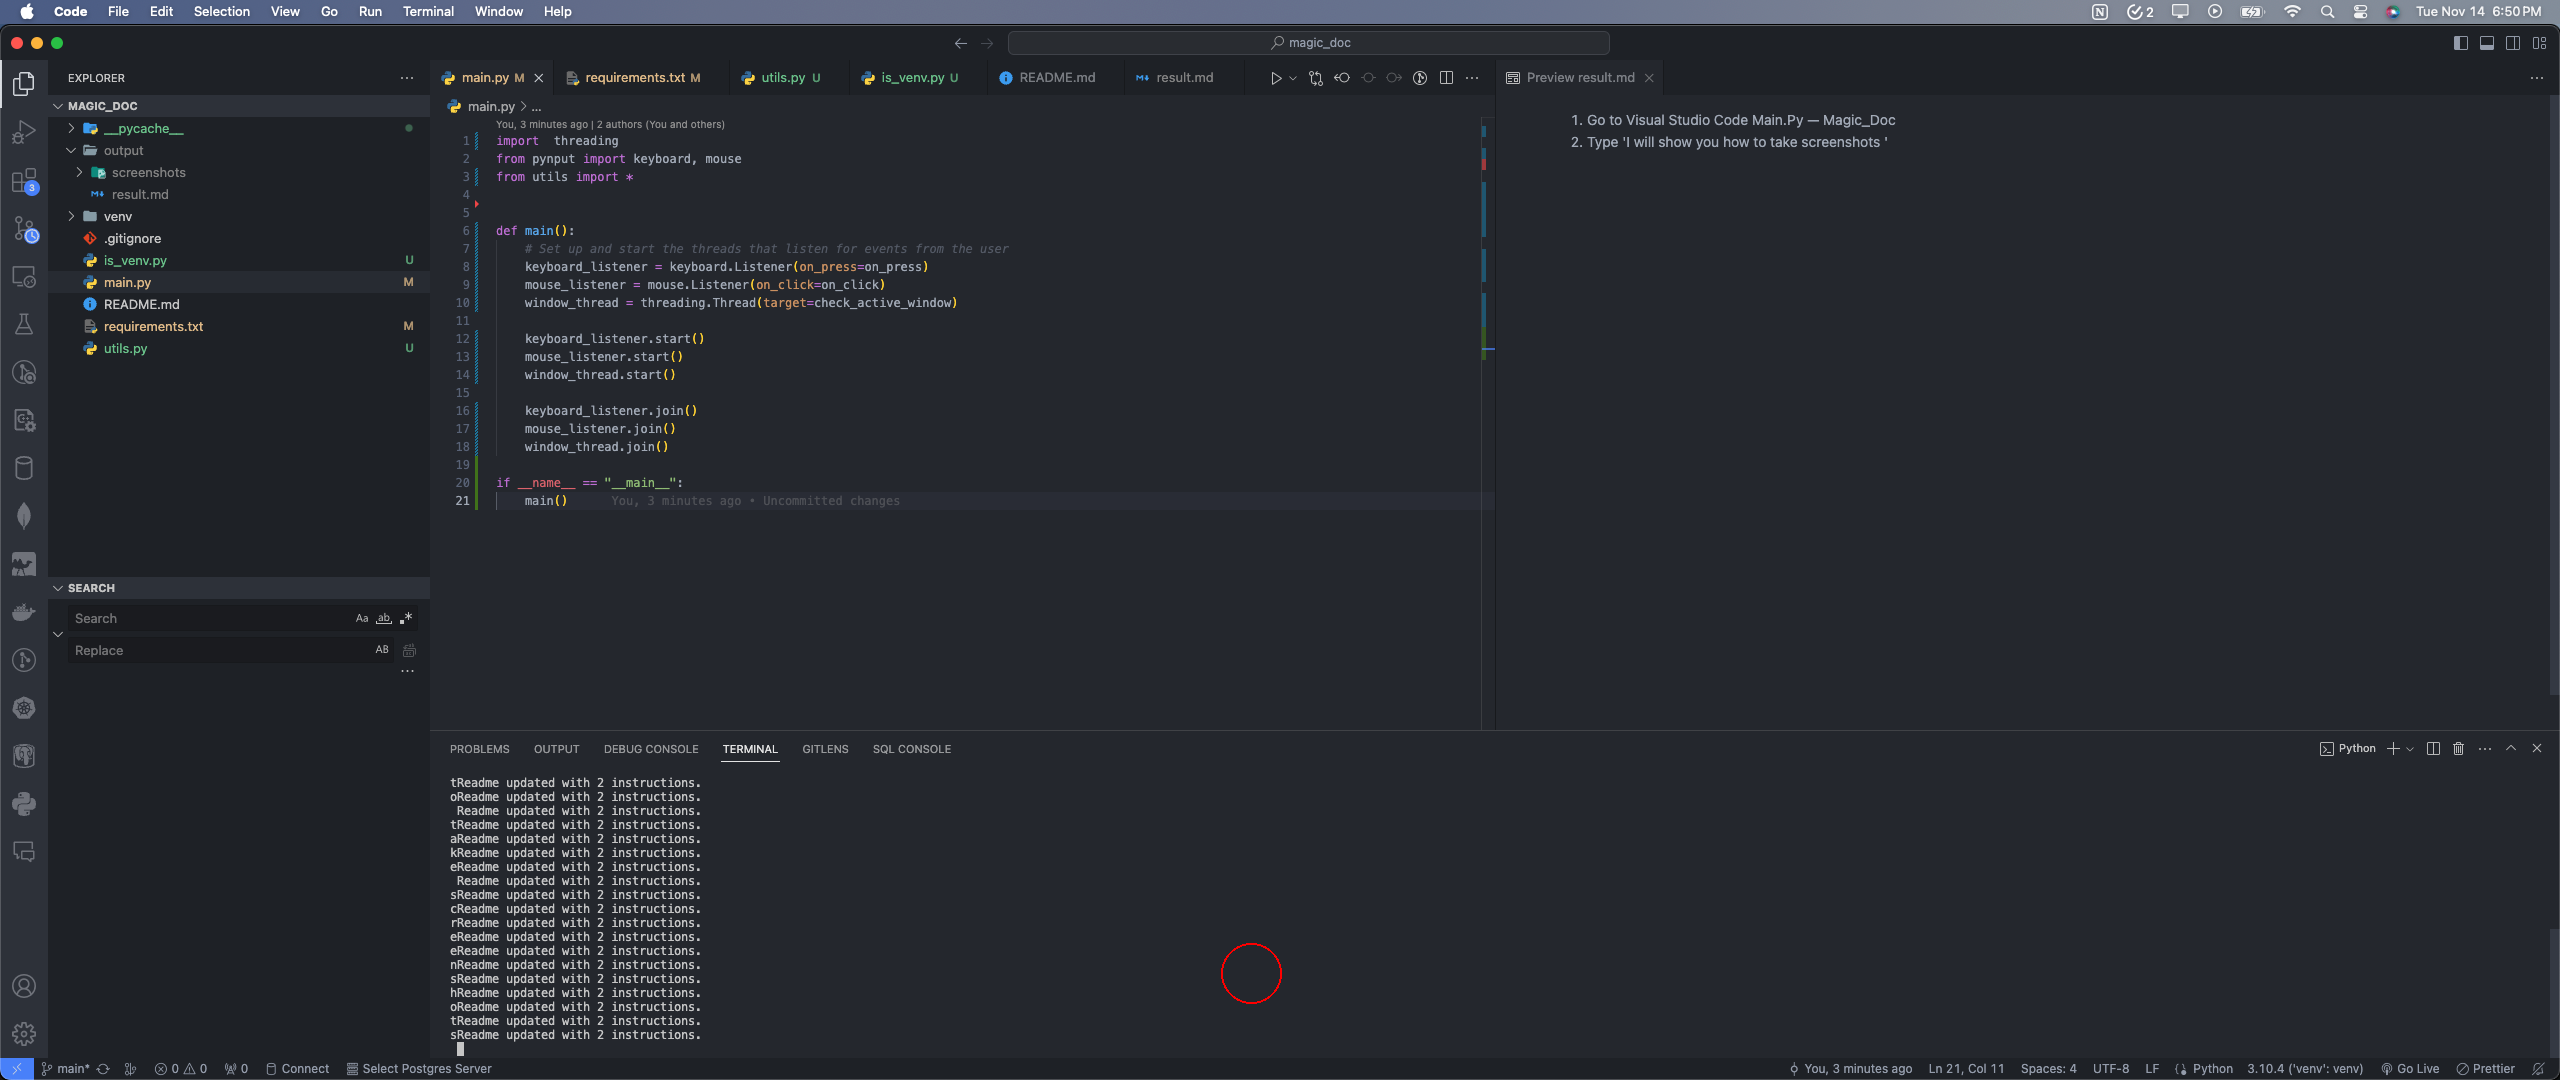 Code File Edit Selection View Go Run Terminal Window Help
2 Tue Nov 14 6:50 PM
magic_doc
EXPLORER
MAGIC_DOC
__pycache__
output
screenshots
result.md
venv
.gitignore
is_venv.py U
main.py M
README.md
requirements.txt M
utils.py U
SEARCH
Search Aa ab .*
Replace AB
3
main.py M requirements.txt M utils.py U is_venv.py U README.md result.md
main.py > ...
You, 3 minutes ago | 2 authors (You and others)
1 import  threading
2 from pynput import keyboard, mouse
3 from utils import *
4
5
6 def main():
7     # Set up and start the threads that listen for events from the user
8     keyboard_listener = keyboard.Listener(on_press=on_press)
9     mouse_listener = mouse.Listener(on_click=on_click)
10     window_thread = threading.Thread(target=check_active_window)
11
12     keyboard_listener.start()
13     mouse_listener.start()
14     window_thread.start()
15
16     keyboard_listener.join()
17     mouse_listener.join()
18     window_thread.join()
19
20 if __name__ == "__main__":
21     main() You, 3 minutes ago • Uncommitted changes
Preview result.md
1. Go to Visual Studio Code Main.Py — Magic_Doc
2. Type 'I will show you how to take screenshots '
PROBLEMS OUTPUT DEBUG CONSOLE TERMINAL GITLENS SQL CONSOLE
Python
tReadme updated with 2 instructions.
oReadme updated with 2 instructions.
 Readme updated with 2 instructions.
tReadme updated with 2 instructions.
aReadme updated with 2 instructions.
kReadme updated with 2 instructions.
eReadme updated with 2 instructions.
 Readme updated with 2 instructions.
sReadme updated with 2 instructions.
cReadme updated with 2 instructions.
rReadme updated with 2 instructions.
eReadme updated with 2 instructions.
eReadme updated with 2 instructions.
nReadme updated with 2 instructions.
sReadme updated with 2 instructions.
hReadme updated with 2 instructions.
oReadme updated with 2 instructions.
tReadme updated with 2 instructions.
sReadme updated with 2 instructions.
main* 0 0 0 Connect Select Postgres Server
You, 3 minutes ago Ln 21, Col 11 Spaces: 4 UTF-8 LF Python 3.10.4 ('venv': venv) Go Live Prettier